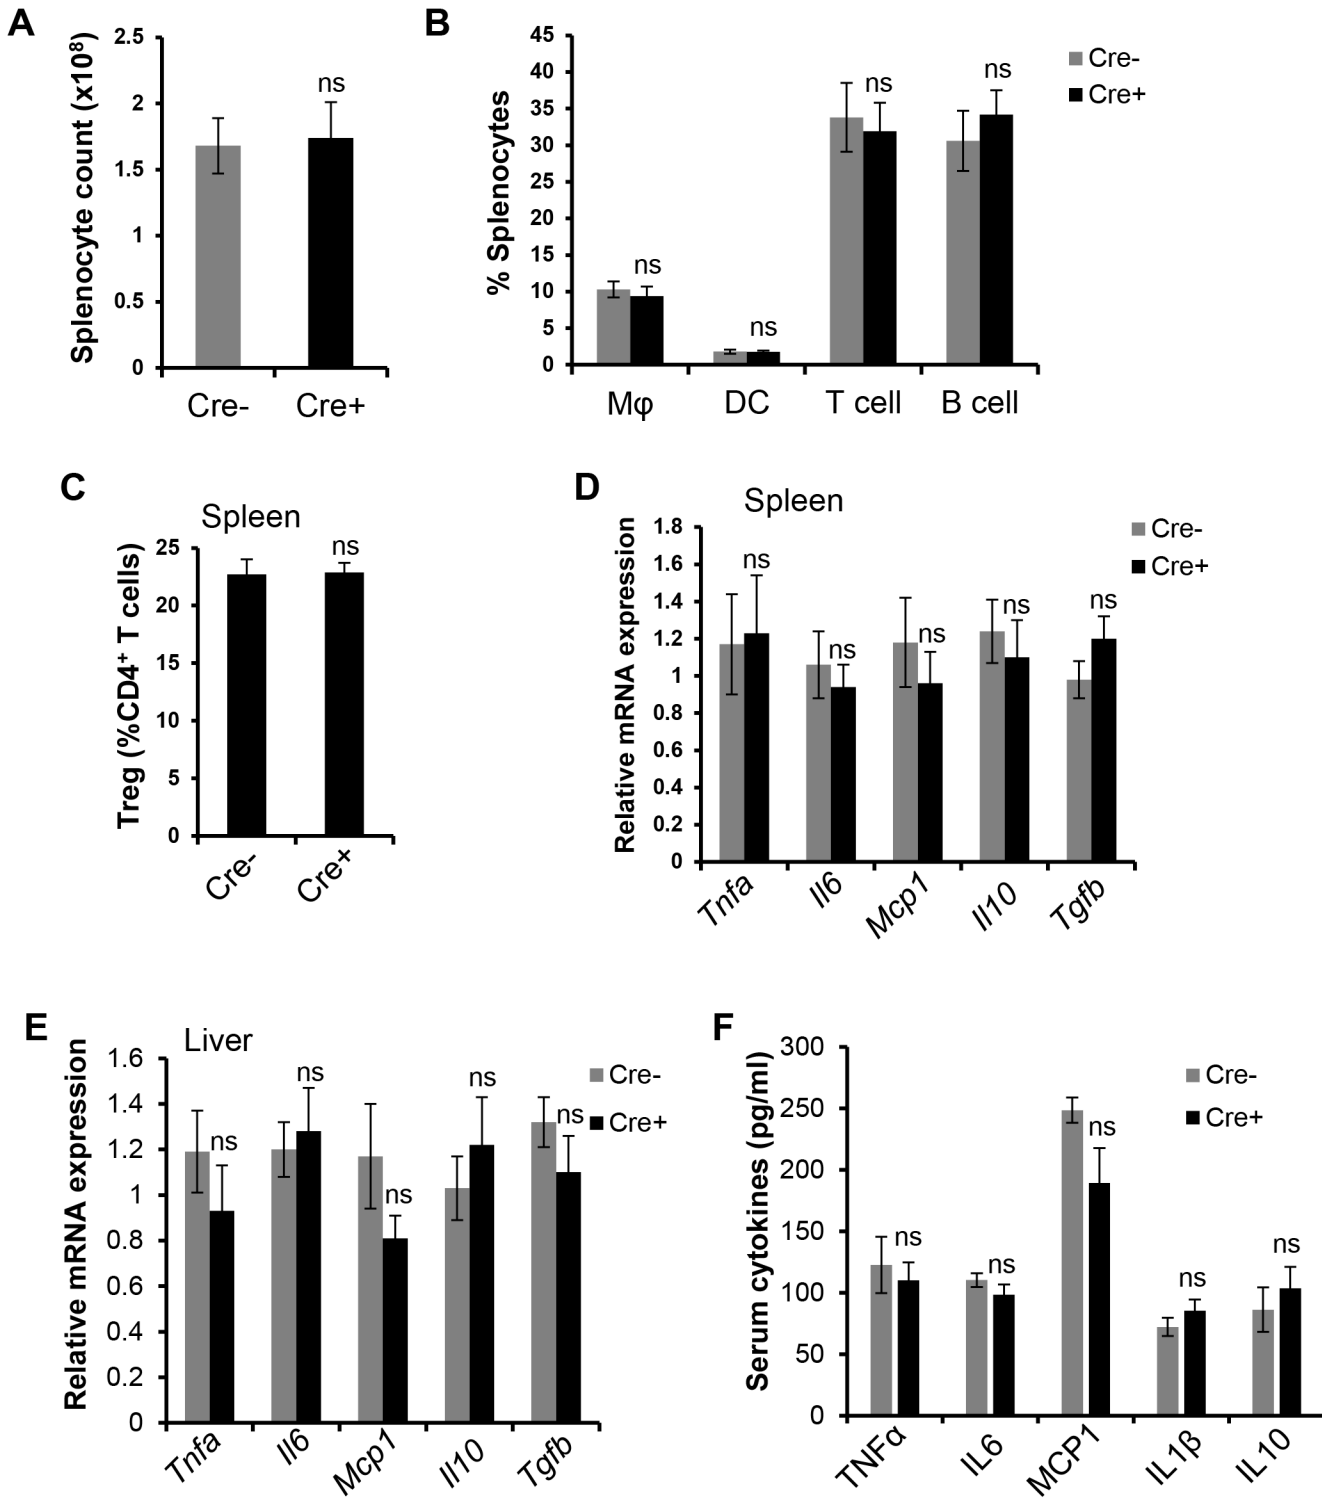 A
Splenocyte count (x10⁸)
2.5
2
1.5
1
0.5
0
ns
Cre-
Cre+
B
% Splenocytes
45
40
35
30
25
20
15
10
5
0
ns
ns
ns
ns
Mφ
DC
T cell
B cell
Cre-
Cre+
C
Spleen
Treg (%CD4⁺ T cells)
25
20
15
10
5
0
ns
Cre-
Cre+
D
Spleen
Relative mRNA expression
1.8
1.6
1.4
1.2
1
0.8
0.6
0.4
0.2
0
ns
ns
ns
ns
ns
Tnfa
Il6
Mcp1
Il10
Tgfb
Cre-
Cre+
E
Liver
Relative mRNA expression
1.6
1.4
1.2
1
0.8
0.6
0.4
0.2
0
ns
ns
ns
ns
ns
Tnfa
Il6
Mcp1
Il10
Tgfb
Cre-
Cre+
F
Serum cytokines (pg/ml)
300
250
200
150
100
50
0
ns
ns
ns
ns
ns
TNFα
IL6
MCP1
IL1β
IL10
Cre-
Cre+